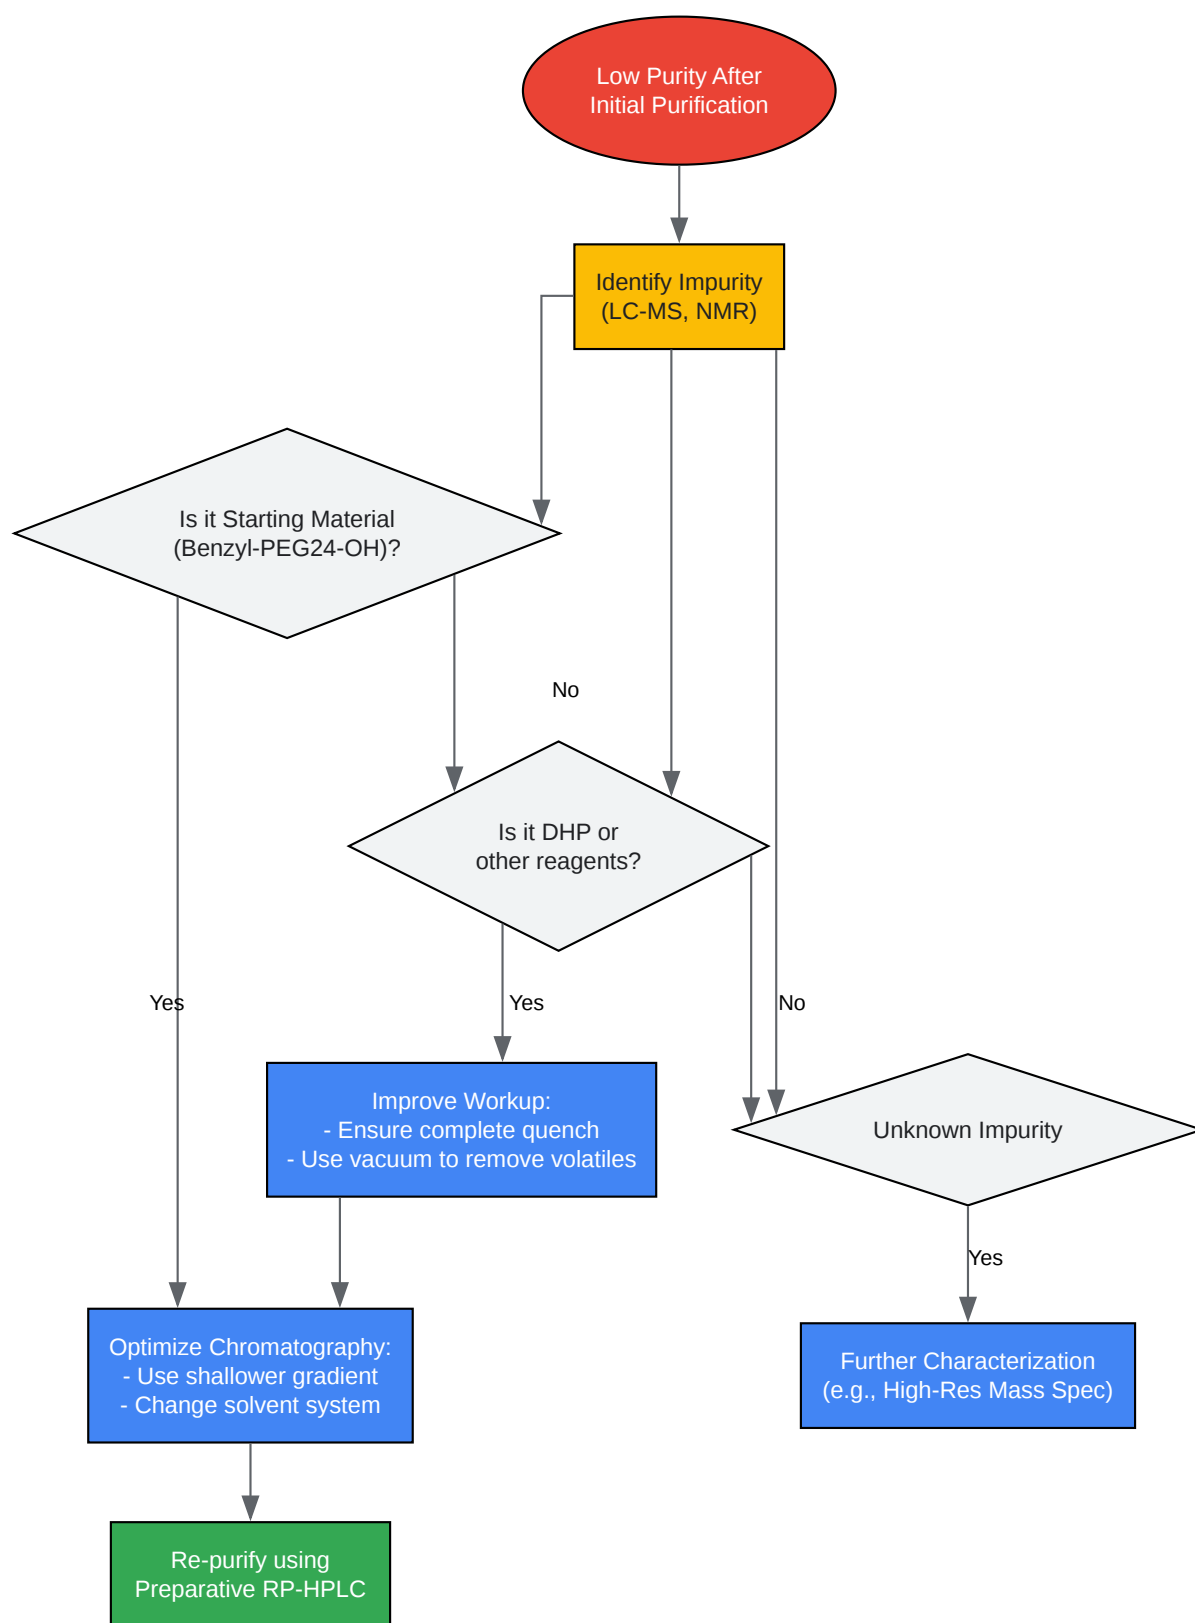 Low Purity After
Initial Purification
Identify Impurity
(LC-MS, NMR)
Is it Starting Material
(Benzyl-PEG24-OH)?
No
Is it DHP or
other reagents?
Yes
Yes
No
Improve Workup:
- Ensure complete quench
- Use vacuum to remove volatiles
Unknown Impurity
Yes
Optimize Chromatography:
- Use shallower gradient
- Change solvent system
Further Characterization
(e.g., High-Res Mass Spec)
Re-purify using
Preparative RP-HPLC